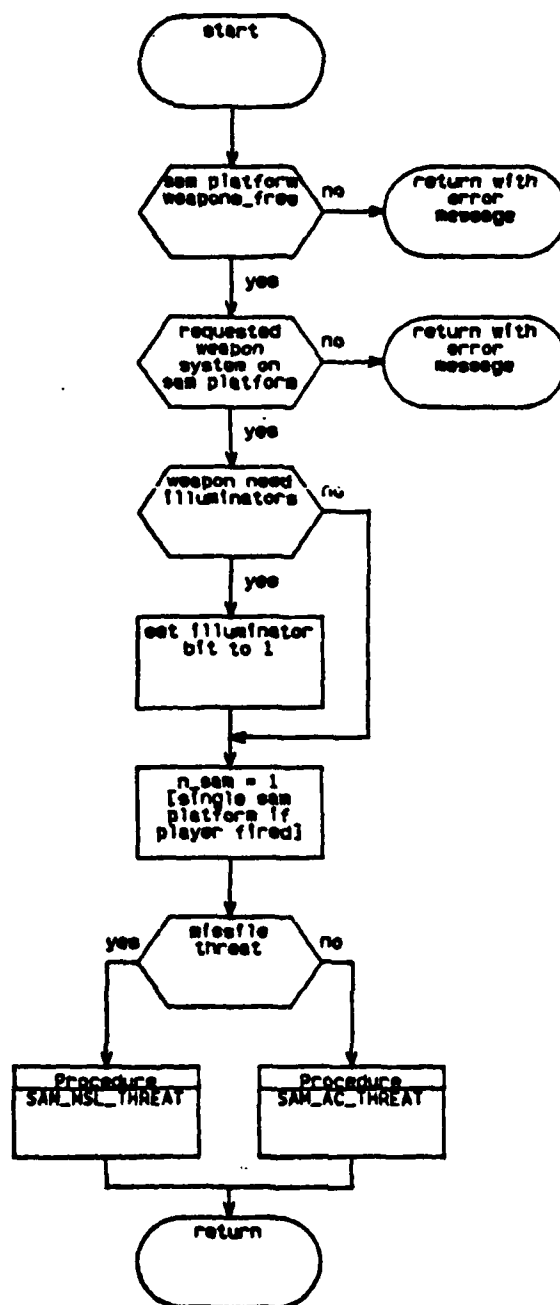 start
sam platform
weapons_free
no
return with
error
message
yes
requested
weapon
system on
sam platform
no
return with
error
message
yes
weapon need
illuminators
no
yes
set illuminator
bit to 1
n_sam = 1
[single sam
platform if
player fired]
missile
threat
yes
no
Procedure
SAM_MSL_THREAT
Procedure
SAM_AC_THREAT
return